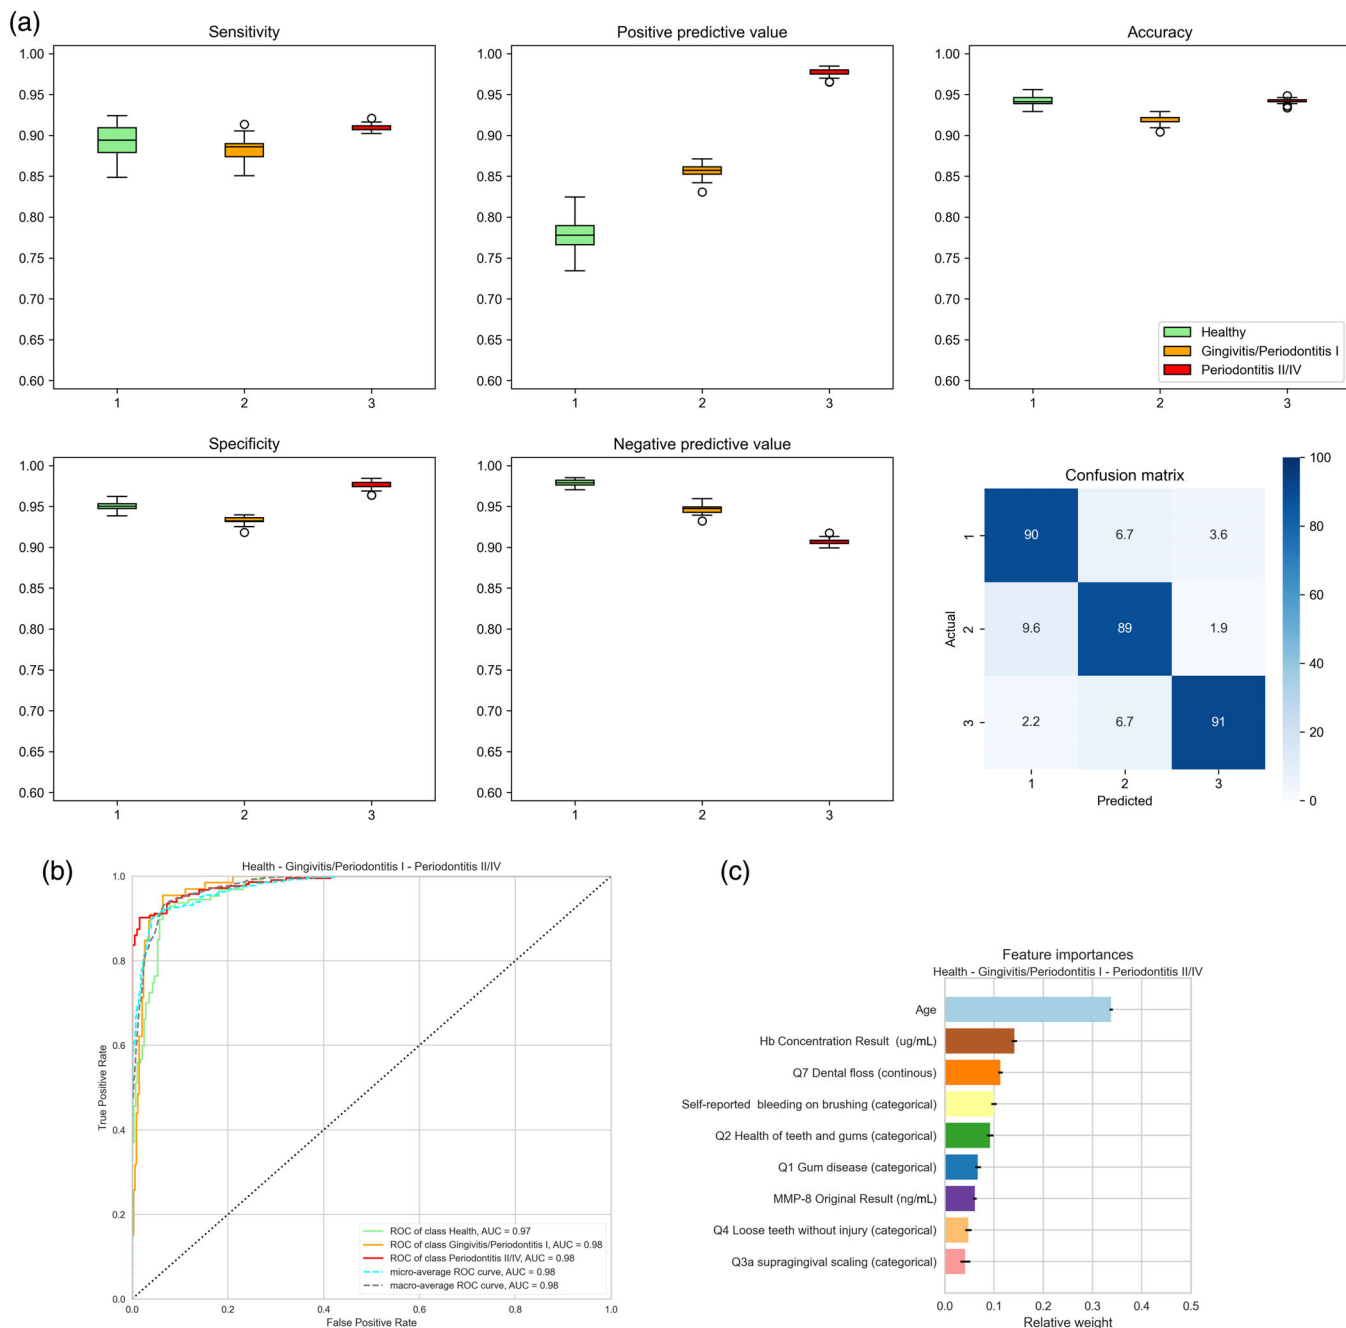 (a)
Sensitivity
1.00
0.95
0.90
0.85
0.80
0.75
0.70
0.65
0.60
1 2 3
Positive predictive value
1.00
0.95
0.90
0.85
0.80
0.75
0.70
0.65
0.60
1 2 3
Accuracy
1.00
0.95
0.90
0.85
0.80
0.75
0.70
0.65
0.60
Healthy
Gingivitis/Periodontitis I
Periodontitis II/IV
1 2 3
Specificity
1.00
0.95
0.90
0.85
0.80
0.75
0.70
0.65
0.60
1 2 3
Negative predictive value
1.00
0.95
0.90
0.85
0.80
0.75
0.70
0.65
0.60
1 2 3
Confusion matrix
Actual
1 90 6.7 3.6
2 9.6 89 1.9
3 2.2 6.7 91
1 2 3
Predicted
100
80
60
40
20
0
(b)
Health - Gingivitis/Periodontitis I - Periodontitis II/IV
True Positive Rate
1.0
0.8
0.6
0.4
0.2
0.0
ROC of class Health, AUC = 0.97
ROC of class Gingivitis/Periodontitis I, AUC = 0.98
ROC of class Periodontitis II/IV, AUC = 0.98
micro-average ROC curve, AUC = 0.98
macro-average ROC curve, AUC = 0.98
0.0 0.2 0.4 0.6 0.8 1.0
False Positive Rate
(c)
Feature importances
Health - Gingivitis/Periodontitis I - Periodontitis II/IV
Age
Hb Concentration Result (ug/mL)
Q7 Dental floss (continous)
Self-reported bleeding on brushing (categorical)
Q2 Health of teeth and gums (categorical)
Q1 Gum disease (categorical)
MMP-8 Original Result (ng/mL)
Q4 Loose teeth without injury (categorical)
Q3a supragingival scaling (categorical)
0.0 0.1 0.2 0.3 0.4 0.5
Relative weight